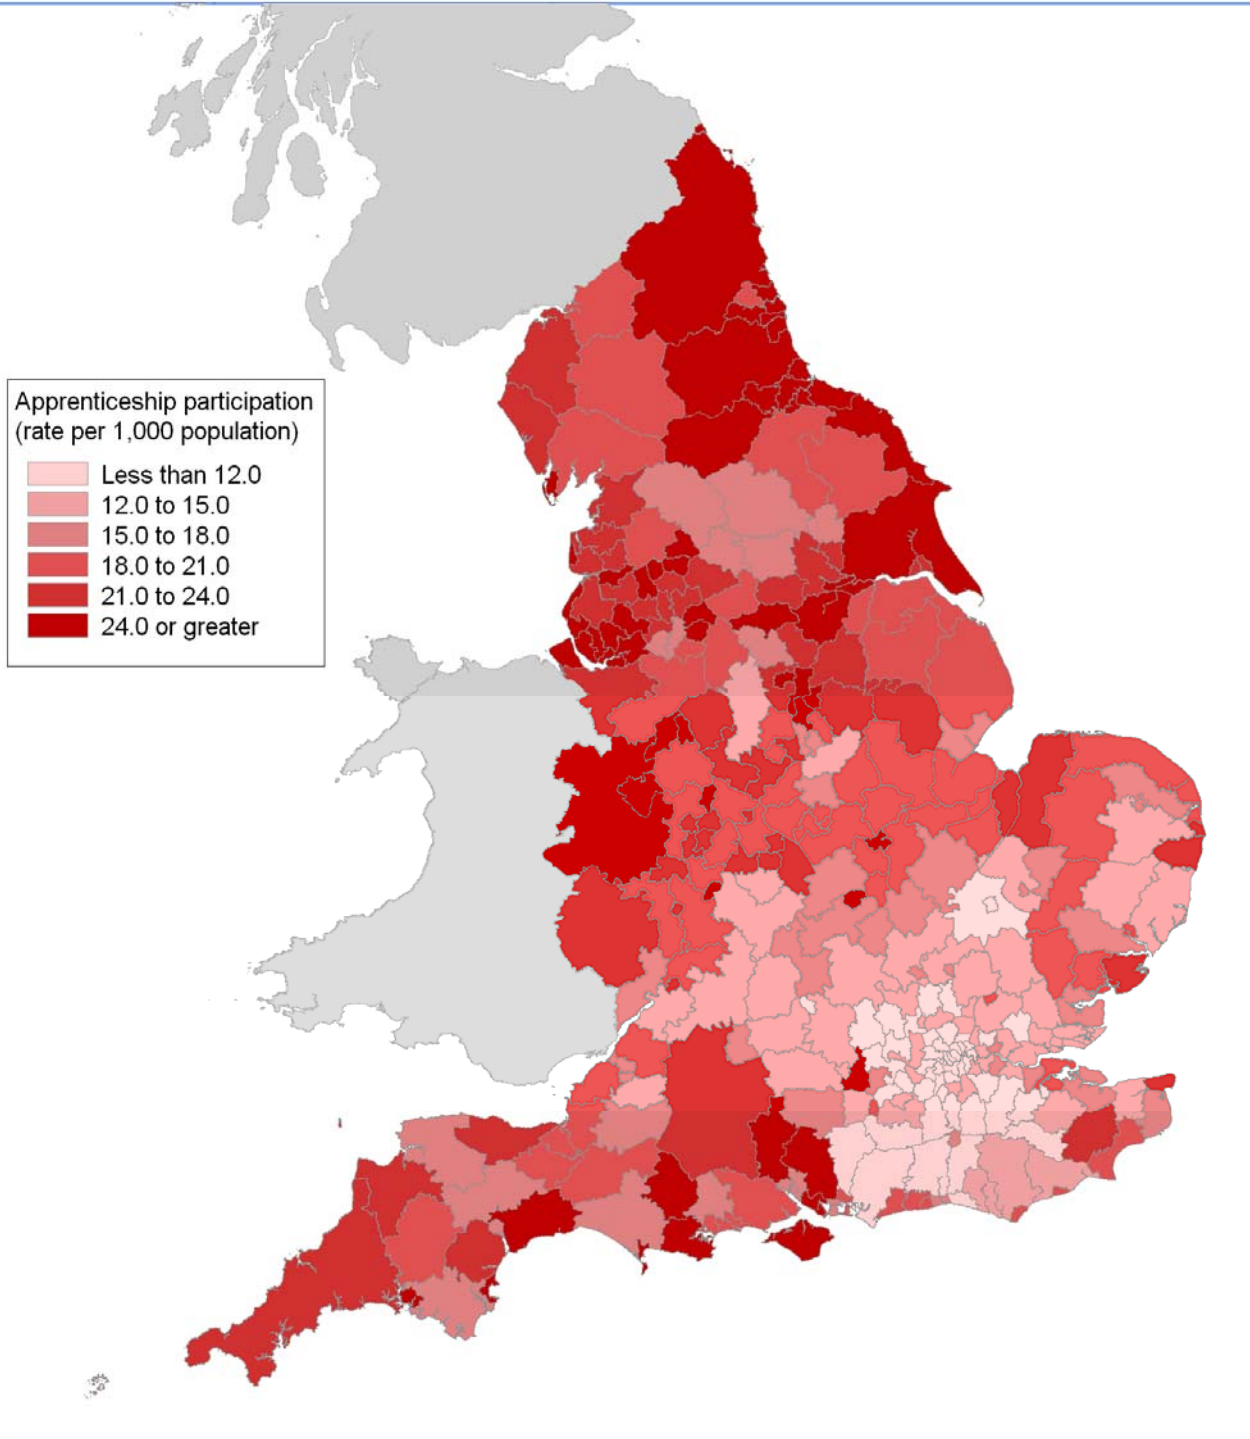 Apprenticeship participation
(rate per 1,000 population)
Less than 12.0
12.0 to 15.0
15.0 to 18.0
18.0 to 21.0
21.0 to 24.0
24.0 or greater